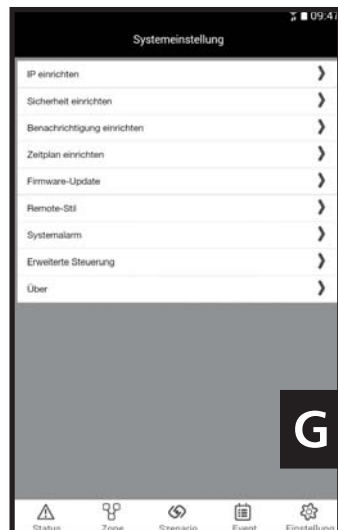 09:47
Systemeinstellung
IP einrichten
Sicherheit einrichten
Benachrichtigung einrichten
Zeitplan einrichten
Firmware-Update
Remote-Stil
Systemalarm
Erweiterte Steuerung
Über
G
Status Zone Szenario Event Einstellung